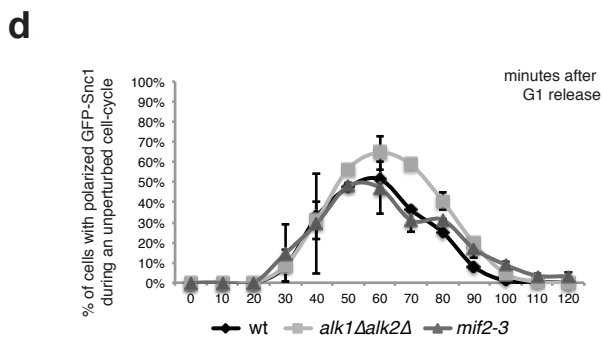 d
% of cells with polarized GFP-Snc1
during an unperturbed cell-cycle
100%
90%
80%
70%
60%
50%
40%
30%
20%
10%
0%
minutes after
G1 release
0 10 20 30 40 50 60 70 80 90 100 110 120
wt alk1Δalk2Δ mif2-3